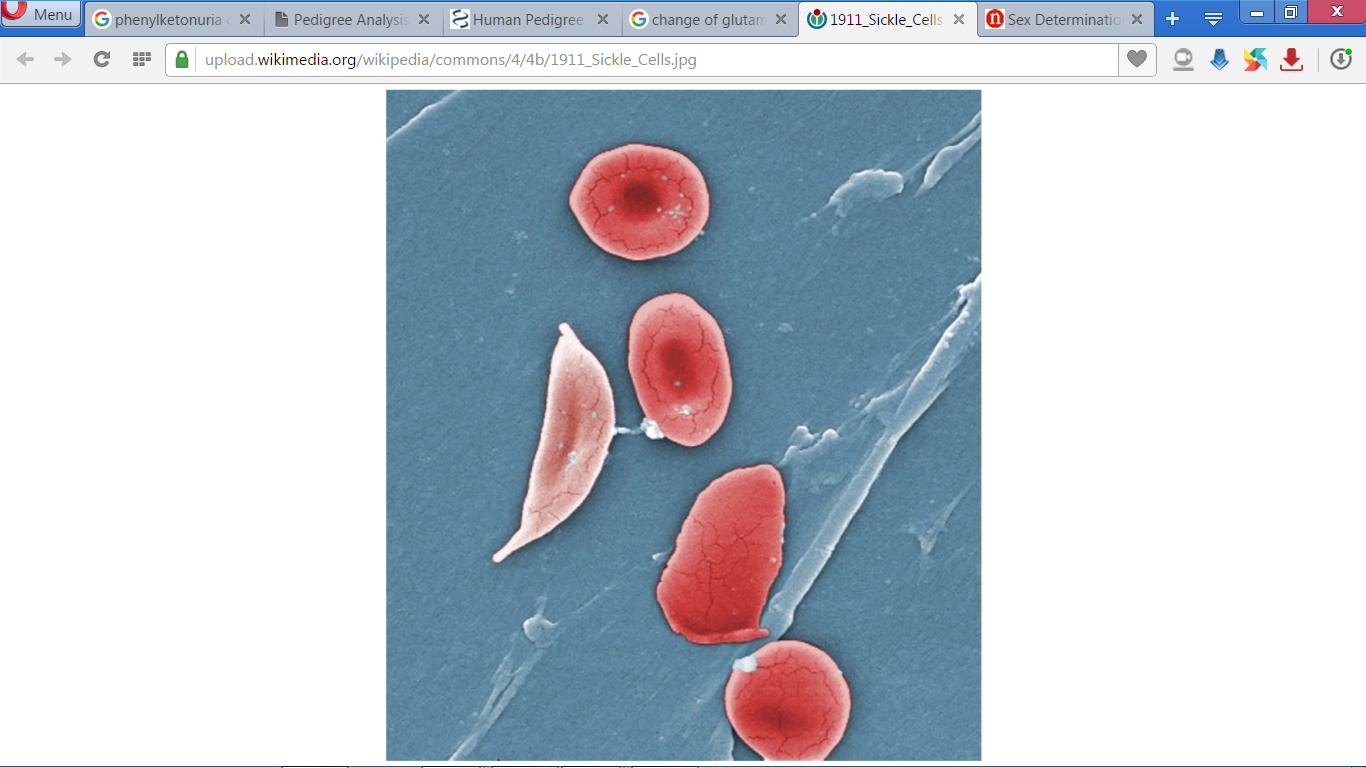 Menu
phenylketonuria
Pedigree Analysis
Human Pedigree
change of glutam
1911_Sickle_Cells
Sex Determinatio
upload.wikimedia.org/wikipedia/commons/4/4b/1911_Sickle_Cells.jpg